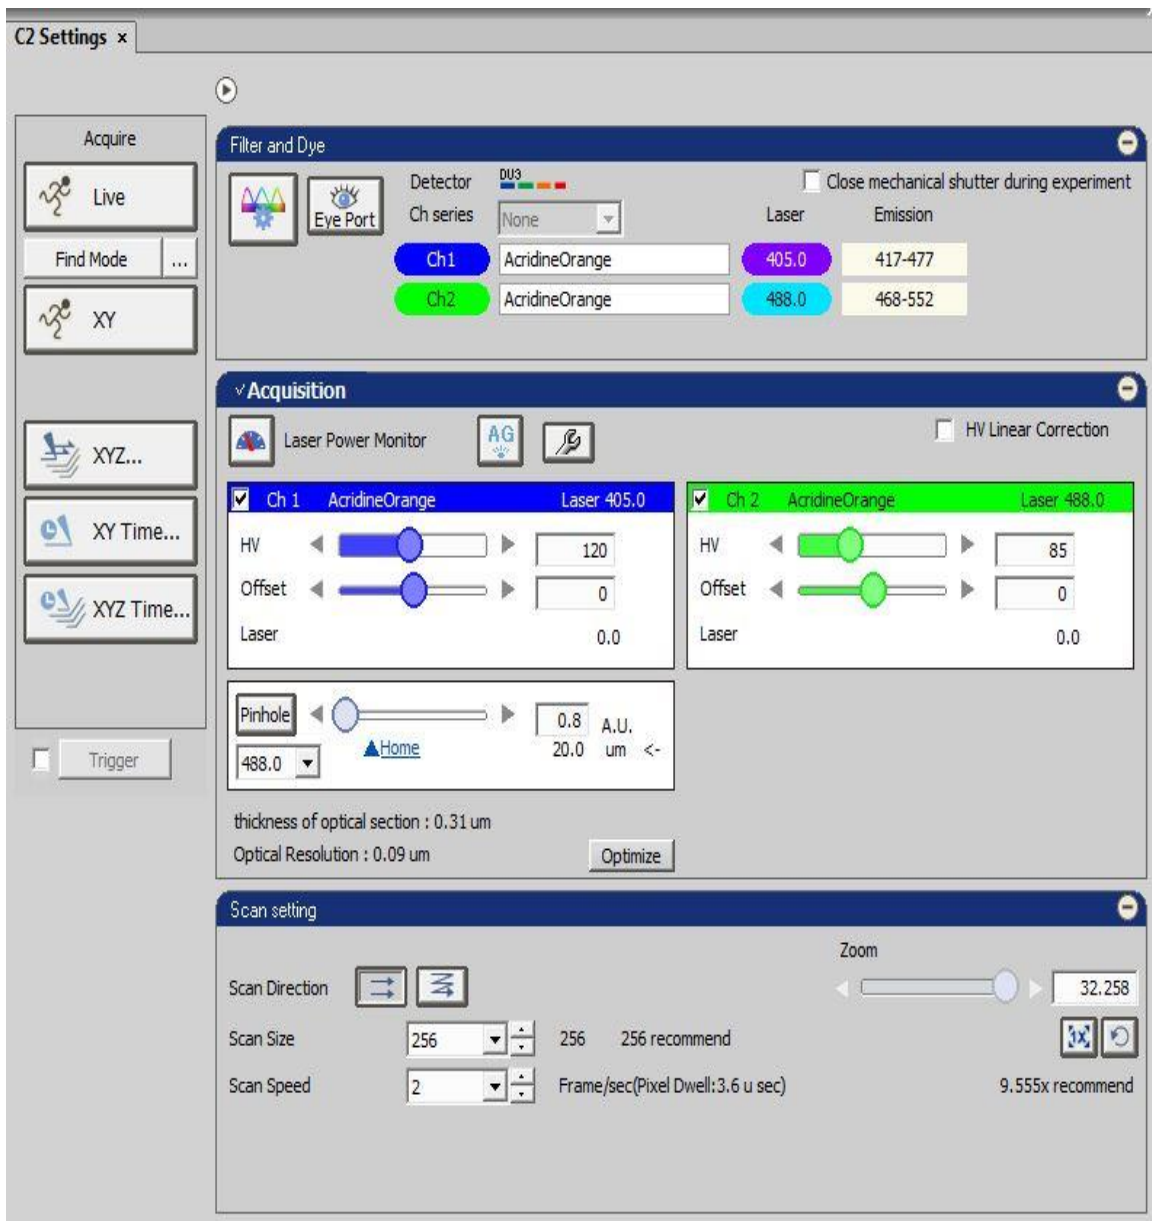 C2 Settings ×
Acquire
Live
Find Mode ...
XY
XYZ...
XY Time...
XYZ Time...
Trigger
Filter and Dye
Eye Port
Detector DU3
Close mechanical shutter during experiment
Ch series None
Laser Emission
Ch1 AcridineOrange 405.0 417-477
Ch2 AcridineOrange 488.0 468-552
Acquisition
Laser Power Monitor AG
HV Linear Correction
Ch 1 AcridineOrange Laser 405.0
HV 120
Offset 0
Laser 0.0
Ch 2 AcridineOrange Laser 488.0
HV 85
Offset 0
Laser 0.0
Pinhole 0.8 A.U.
488.0 Home 20.0 um <-
thickness of optical section : 0.31 um
Optical Resolution : 0.09 um Optimize
Scan setting
Zoom
Scan Direction 32.258
Scan Size 256 256 256 recommend 1x
Scan Speed 2 Frame/sec(Pixel Dwell:3.6 u sec) 9.555x recommend